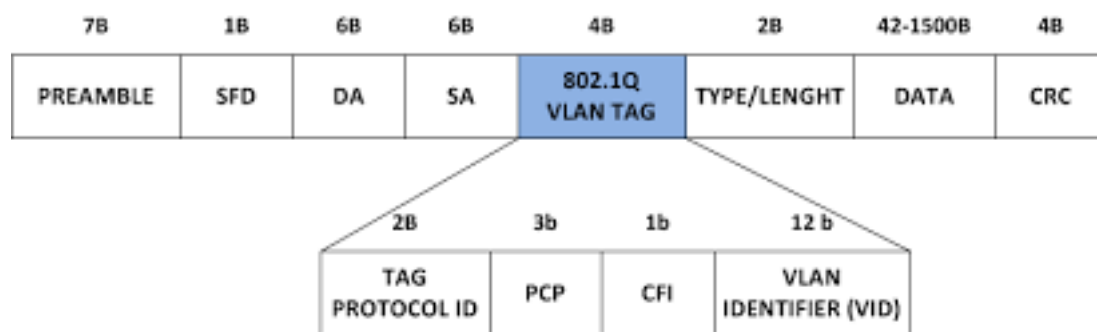 7B 1B 6B 6B 4B 2B 42-1500B 4B
PREAMBLE SFD DA SA 802.1Q TYPE/LENGHT DATA CRC
VLAN TAG
2B 3b 1b 12 b
TAG PCP CFI VLAN
PROTOCOL ID IDENTIFIER (VID)